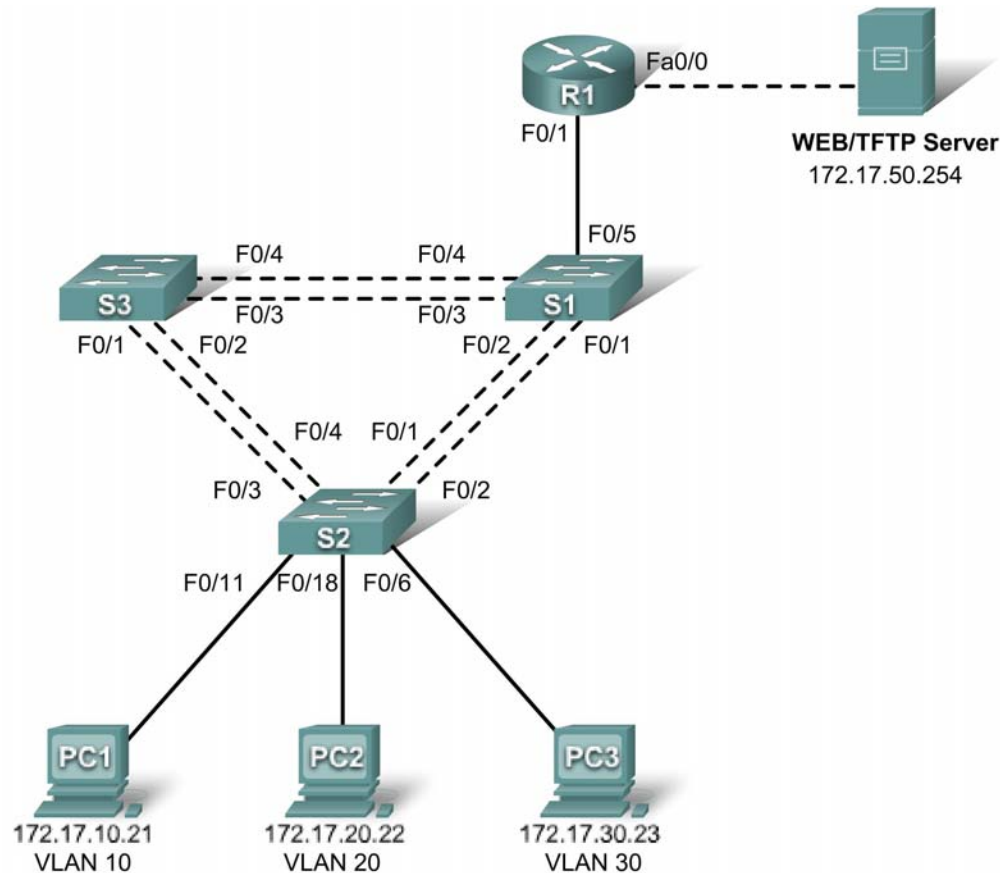 Fa0/0
R1
F0/1
WEB/TFTP Server
172.17.50.254
F0/5
F0/4
F0/4
S3
S1
F0/3
F0/3
F0/1
F0/2
F0/2
F0/1
F0/4
F0/1
F0/3
F0/2
S2
F0/11
F0/18
F0/6
PC1
PC2
PC3
172.17.10.21
172.17.20.22
172.17.30.23
VLAN 10
VLAN 20
VLAN 30